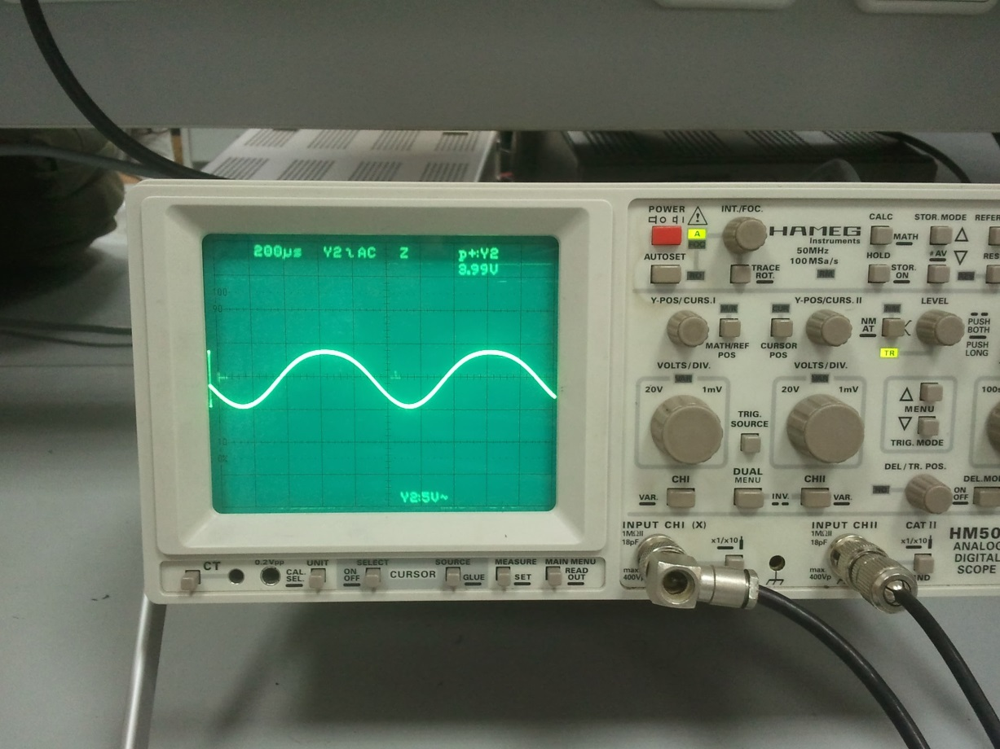 200µs Y2 AC Z p+:Y2
3.99V
100
90
10
Y2:5V~
POWER
INT./FOC.
A
FOC
HAMEG
Instruments
50MHz
100 MSa/s
CALC
MATH
STOR. MODE
REFER
AUTOSET
TRACE
ROT.
HOLD
STOR.
ON
# AV
RES
Y-POS/CURS.I
Y-POS/CURS. II
LEVEL
MATH/REF
POS
CURSOR
POS
NM
AT
PUSH
BOTH
PUSH
LONG
TR
VOLTS/DIV.
VOLTS/DIV.
20V 1mV
20V 1mV
100s
TRIG.
SOURCE
MENU
TRIG. MODE
CHI
DUAL
MENU
CHII
DEL/TR. POS.
VAR.
INV.
VAR.
ON
OFF
DEL.MOD
INPUT CHI (X)
1MΩII
18pF
x1/x10
max.
400Vp
INPUT CHII
1MΩII
18pF
CAT II
x1/x10
max.
400Vp
ND
HM50
ANALOG
DIGITAL
SCOPE
CT
0.2Vpp
CAL.
SEL.
UNIT
ON
OFF
SELECT
CURSOR
SOURCE
GLUE
MEASURE
SET
MAIN MENU
READ
OUT